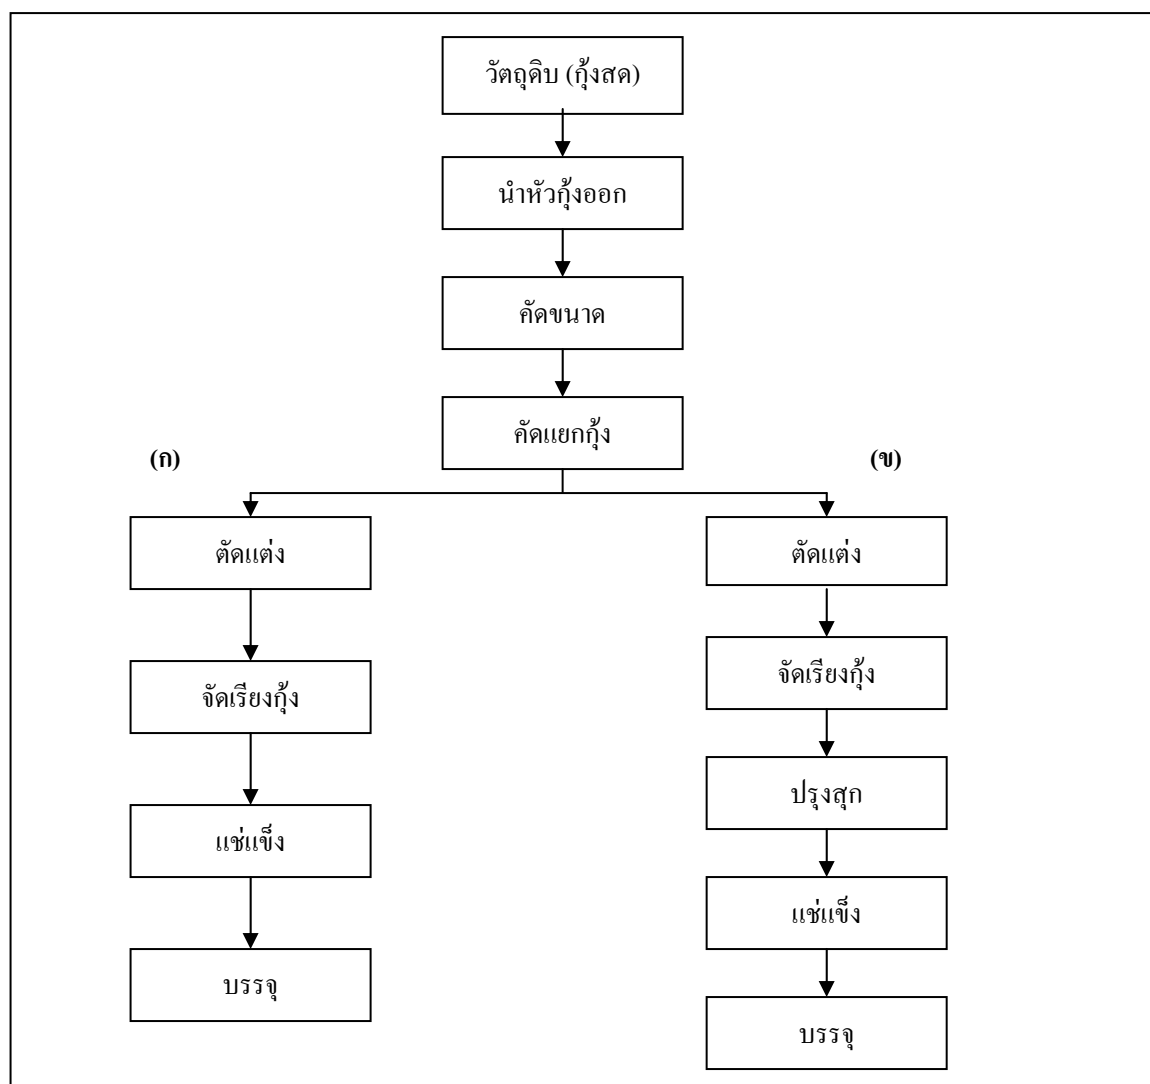 วัตถุดิบ (กุ้งสด)
นำหัวกุ้งออก
คัดขนาด
คัดแยกกุ้ง
(ก)
ตัดแต่ง
จัดเรียงกุ้ง
แช่แข็ง
บรรจุ
(ข)
ตัดแต่ง
จัดเรียงกุ้ง
ปรุงสุก
แช่แข็ง
บรรจุ